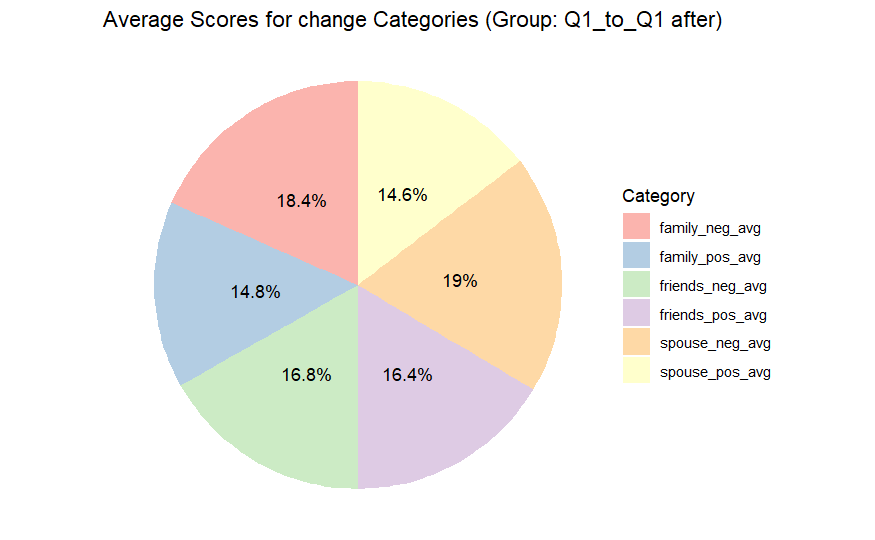 Average Scores for change Categories (Group: Q1_to_Q1 after)
18.4%
14.6%
14.8%
19%
16.8%
16.4%
Category
family_neg_avg
family_pos_avg
friends_neg_avg
friends_pos_avg
spouse_neg_avg
spouse_pos_avg